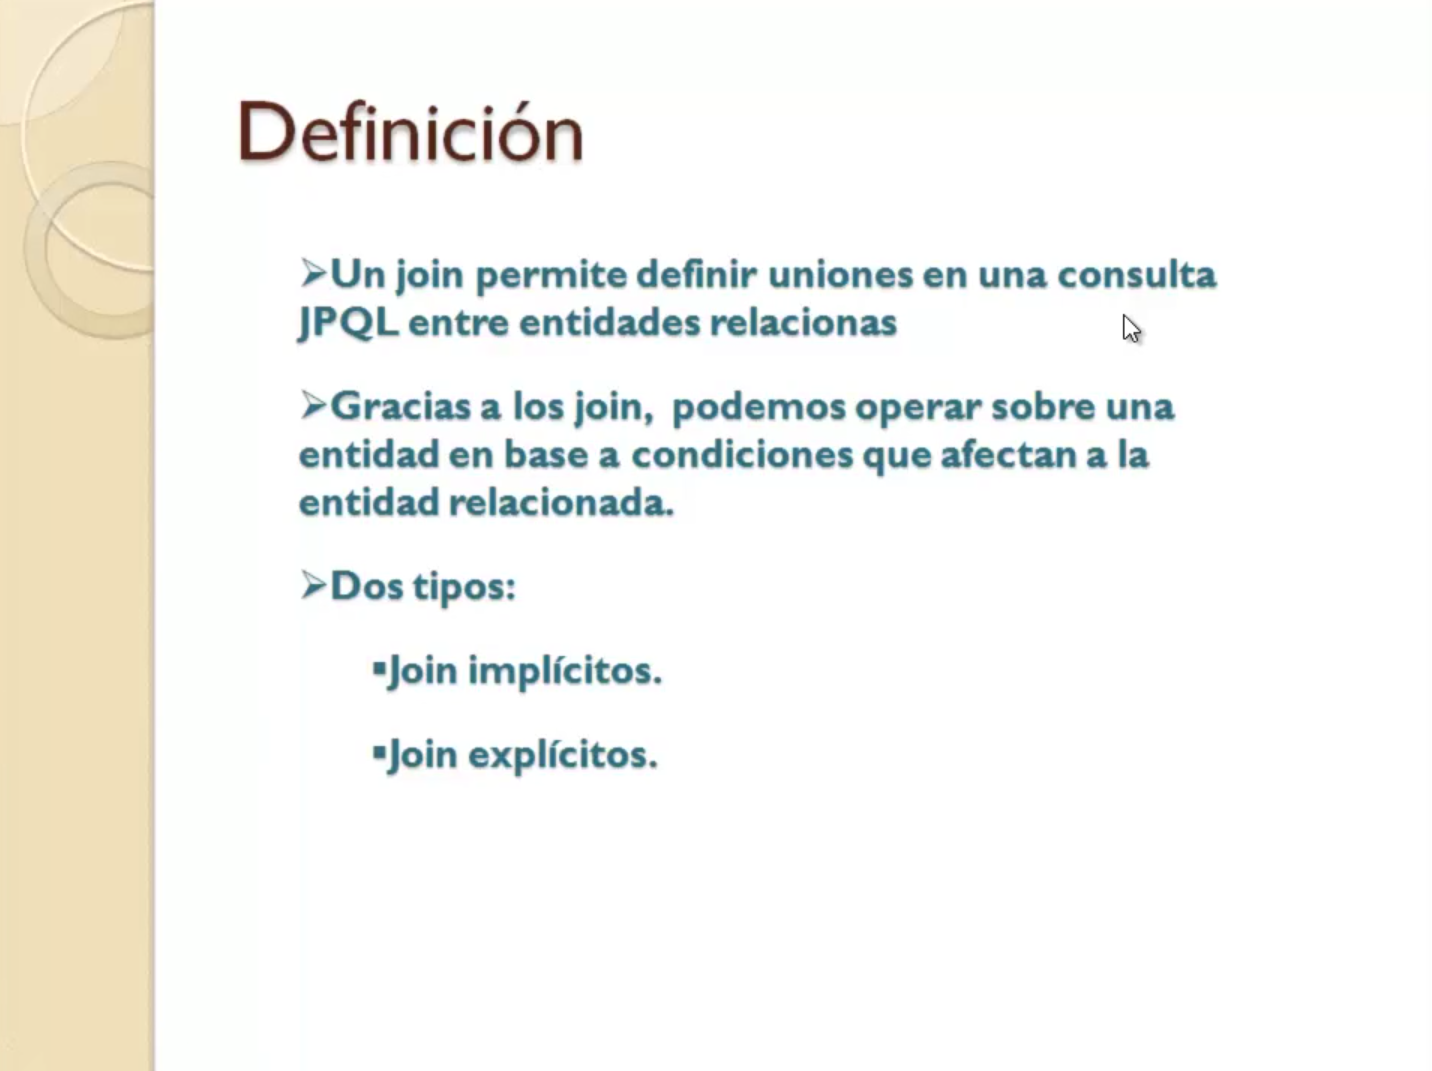 Definición
➢Un join permite definir uniones en una consulta
JPQL entre entidades relacionas
➢Gracias a los join, podemos operar sobre una
entidad en base a condiciones que afectan a la
entidad relacionada.
➢Dos tipos:
▪Join implícitos.
▪Join explícitos.